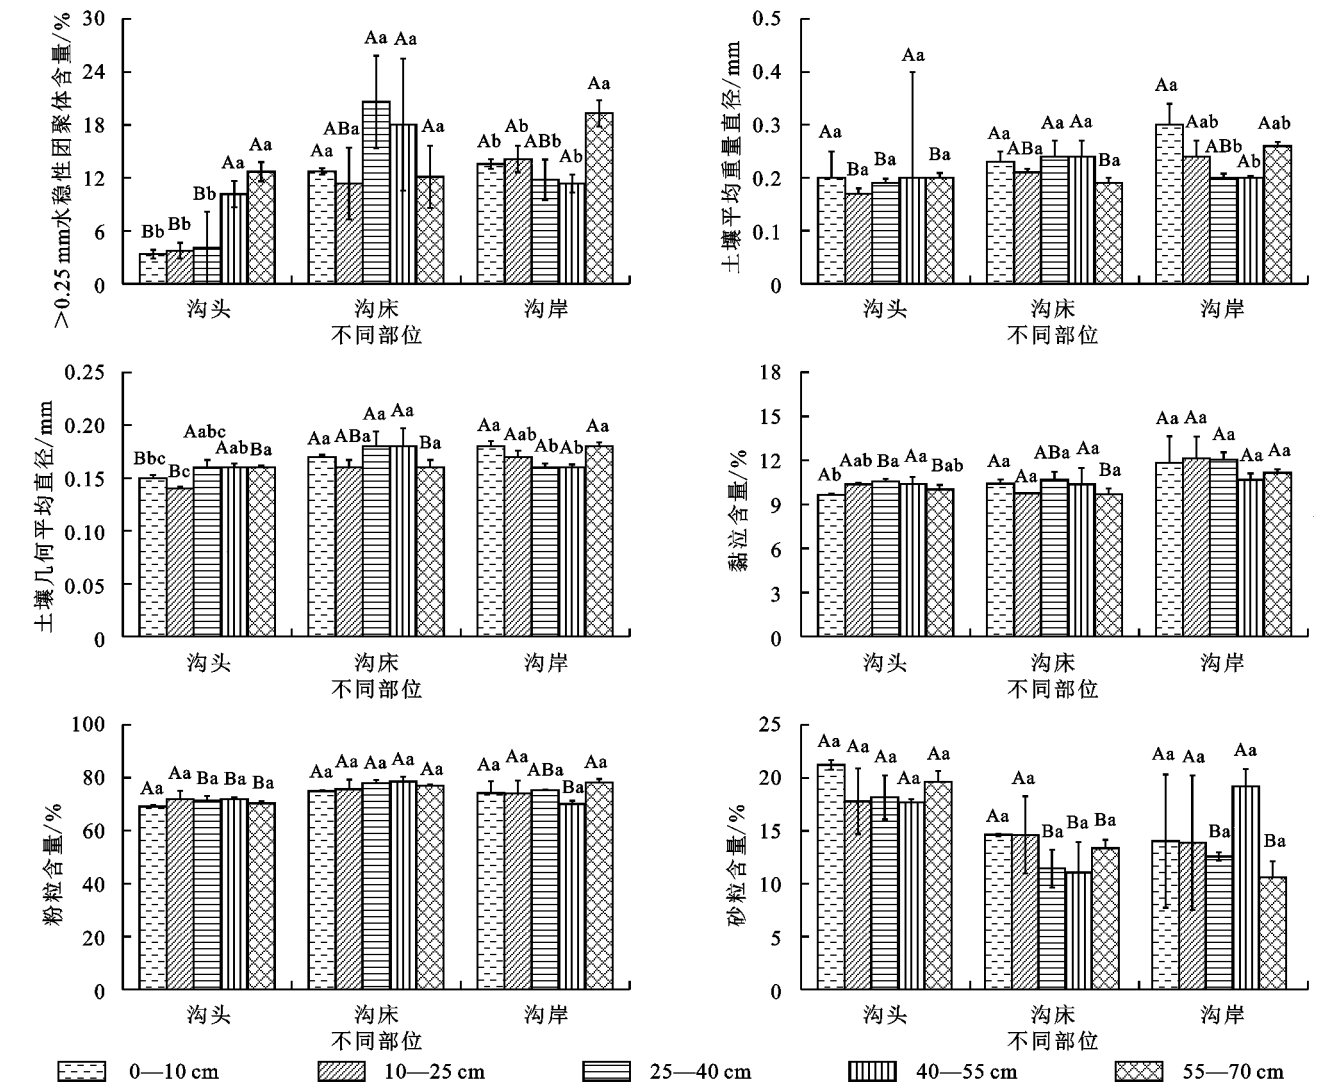 >0.25 mm水稳性团聚体含量/%
30
24
18
12
6
0
Bb Bb Bb Aa Aa
Aa ABa Aa Aa Aa
Ab Ab ABb Ab Aa
沟头 沟床 沟岸
不同部位
土壤平均重量直径/mm
0.5
0.4
0.3
0.2
0.1
0
Aa Ba Ba Aa Ba
Aa ABa Aa Aa Ba
Aa Aab ABb Ab Aab
沟头 沟床 沟岸
不同部位
土壤几何平均直径/mm
0.25
0.20
0.15
0.10
0.05
0
Bbc Bc Aabc Aab Ba
Aa ABa Aa Aa Ba
Aa Aab Ab Ab Aa
沟头 沟床 沟岸
不同部位
黏泣含量/%
18
15
12
9
6
3
0
Ab Aab Ba Aa Bab
Aa Aa ABa Aa Ba
Aa Aa Aa Aa Aa
沟头 沟床 沟岸
不同部位
粉粒含量/%
100
80
60
40
20
0
Aa Aa Ba Ba Ba
Aa Aa Aa Aa Aa
Aa Aa ABa Ba Aa
沟头 沟床 沟岸
不同部位
砂粒含量/%
25
20
15
10
5
0
Aa Aa Aa Aa Aa
Aa Aa Ba Ba Ba
Aa Aa Ba Aa Ba
沟头 沟床 沟岸
不同部位
0—10 cm 10—25 cm 25—40 cm 40—55 cm 55—70 cm